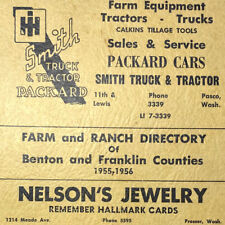 IH
Smith
TRUCK
& TRACTOR
PACKARD
Farm Equipment
Tractors - Trucks
CALKINS TILLAGE TOOLS
Sales & Service
PACKARD CARS
SMITH TRUCK & TRACTOR
11th & Phone Pasco,
Lewis 3339 Wash.
LI 7-3339
FARM and RANCH DIRECTORY
of
Benton and Franklin Counties
1955, 1956
NELSON'S JEWELRY
REMEMBER HALLMARK CARDS
1214 Meade Ave. Phone 5595 Prosser, Wash.